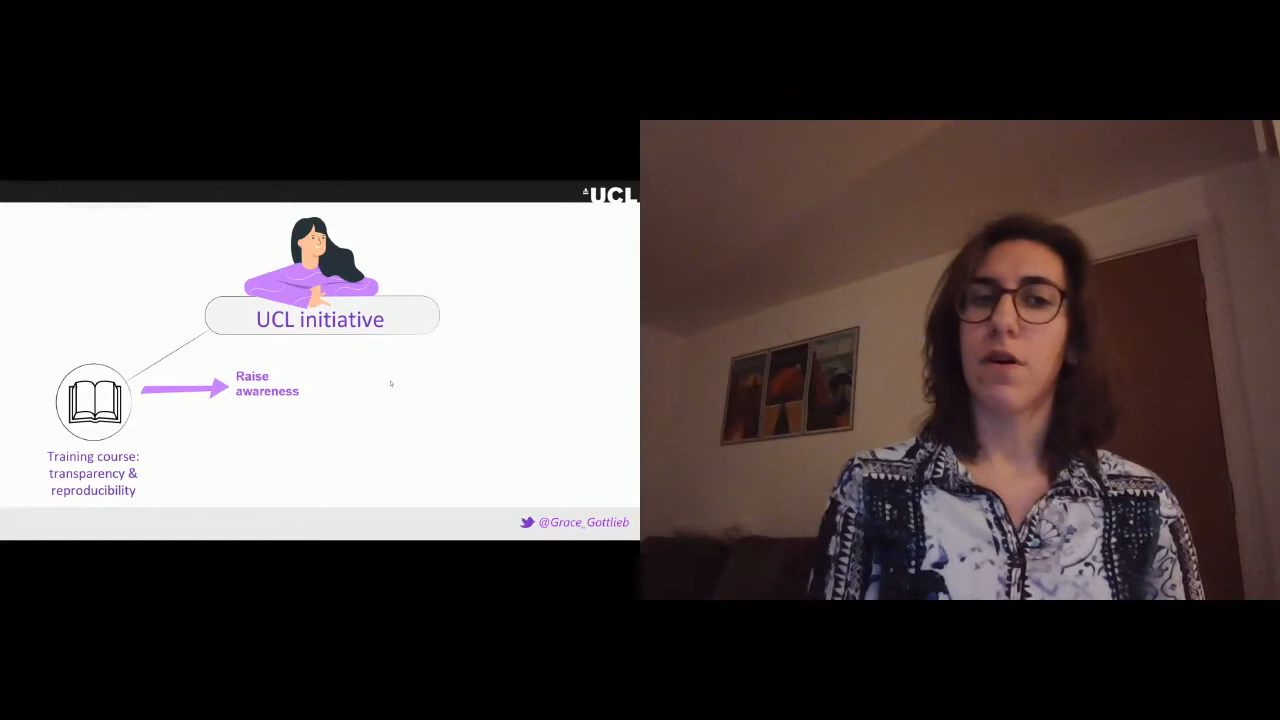 UCL
UCL initiative
Raise
awareness
Training course:
transparency &
reproducibility
@Grace_Gottlieb